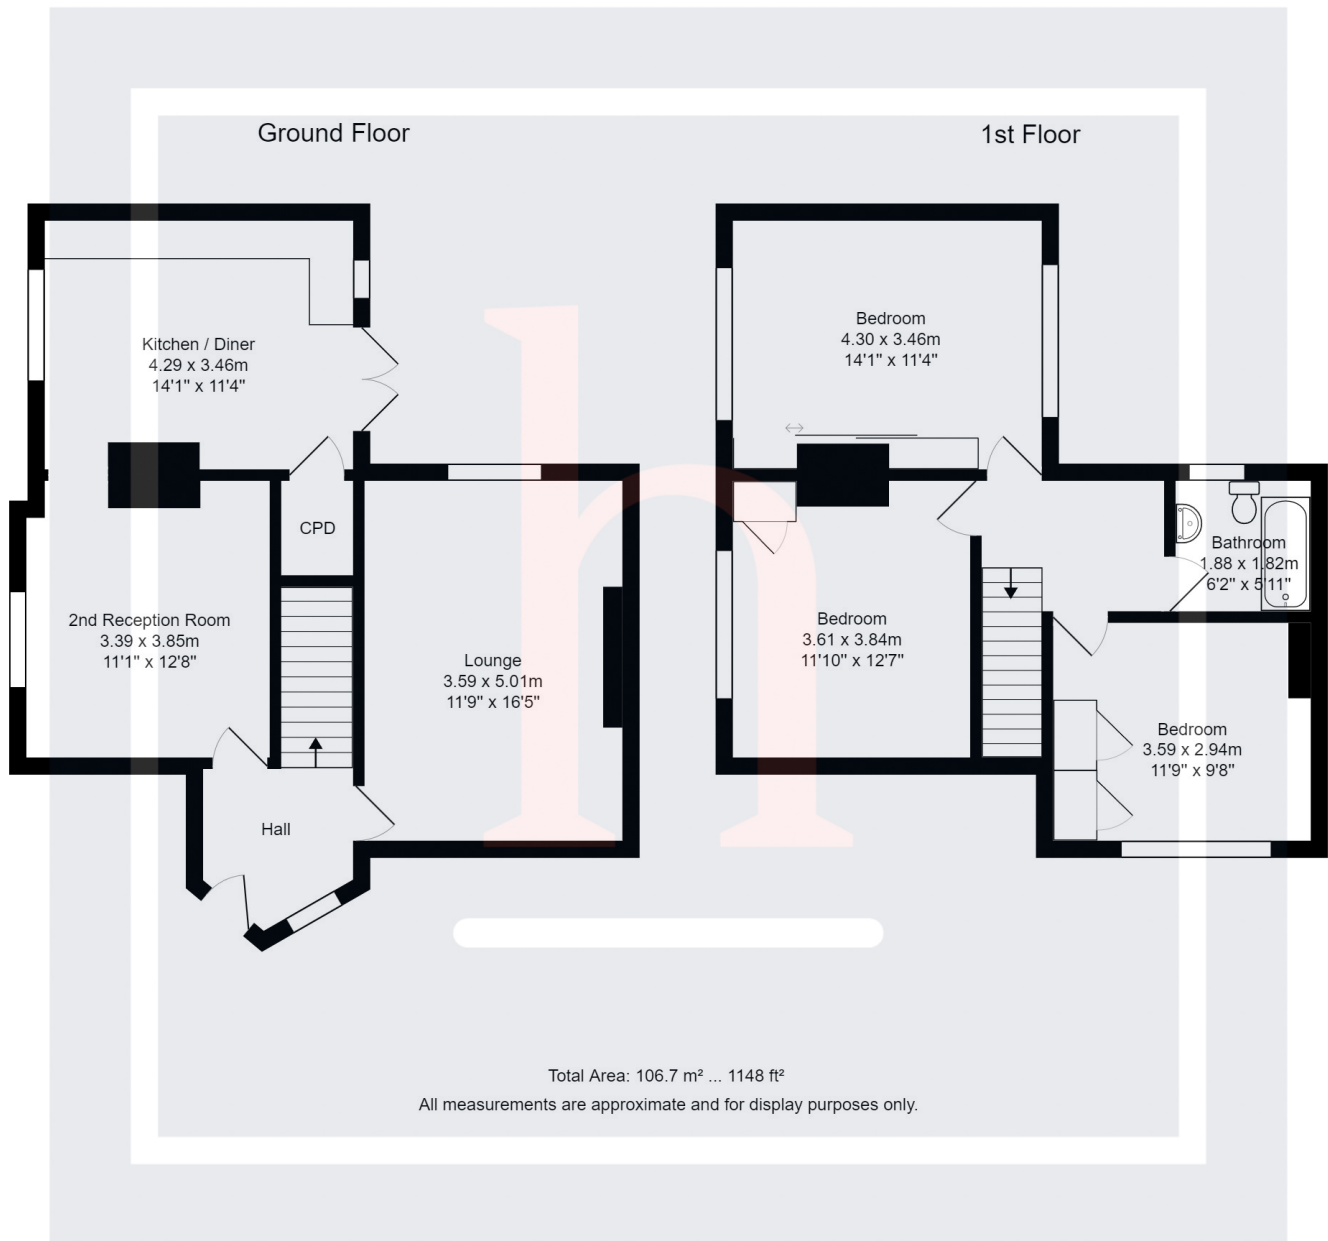 Ground Floor
1st Floor
Kitchen / Diner
4.29 x 3.46m
14'1" x 11'4"
CPD
2nd Reception Room
3.39 x 3.85m
11'1" x 12'8"
Lounge
3.59 x 5.01m
11'9" x 16'5"
Hall
Bedroom
4.30 x 3.46m
14'1" x 11'4"
Bathroom
1.88 x 1.82m
6'2" x 5'11"
Bedroom
3.61 x 3.84m
11'10" x 12'7"
Bedroom
3.59 x 2.94m
11'9" x 9'8"
h
Total Area: 106.7 m² ... 1148 ft²
All measurements are approximate and for display purposes only.